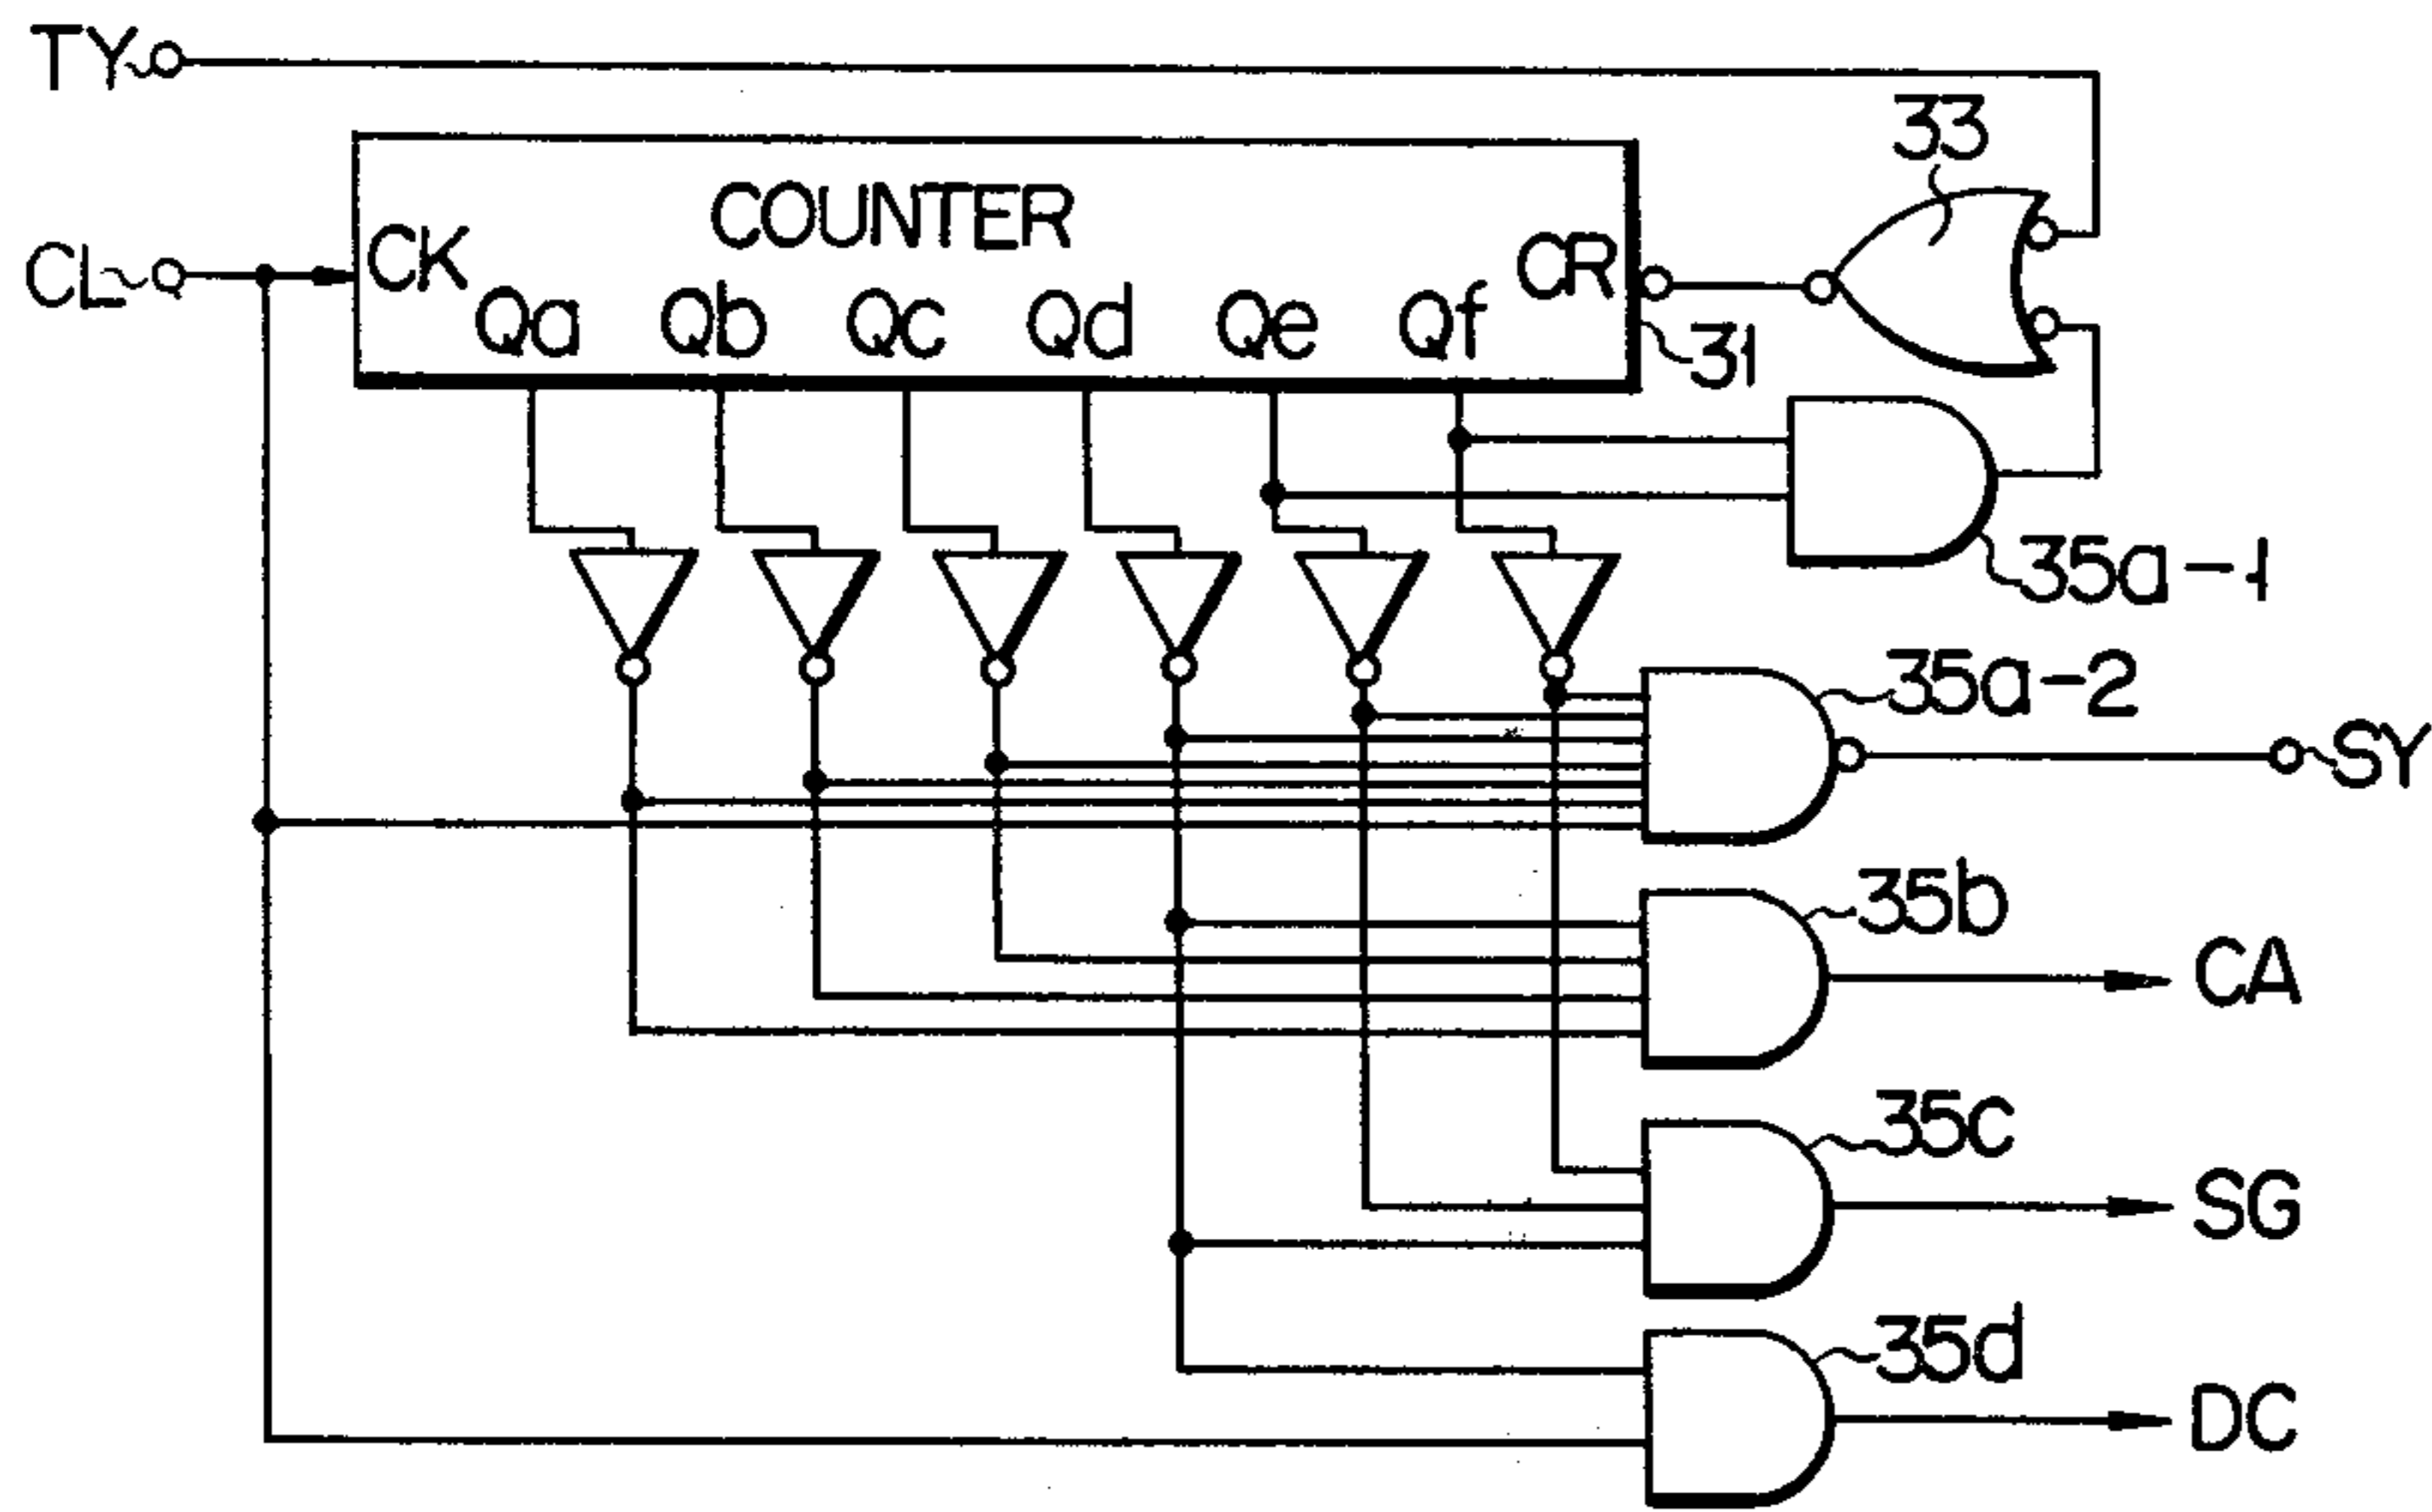 TY
33
COUNTER
CL
CK
CR
Qa Qb Qc Qd Qe Qf
31
35a-1
35a-2
SY
35b
CA
35c
SG
35d
DC